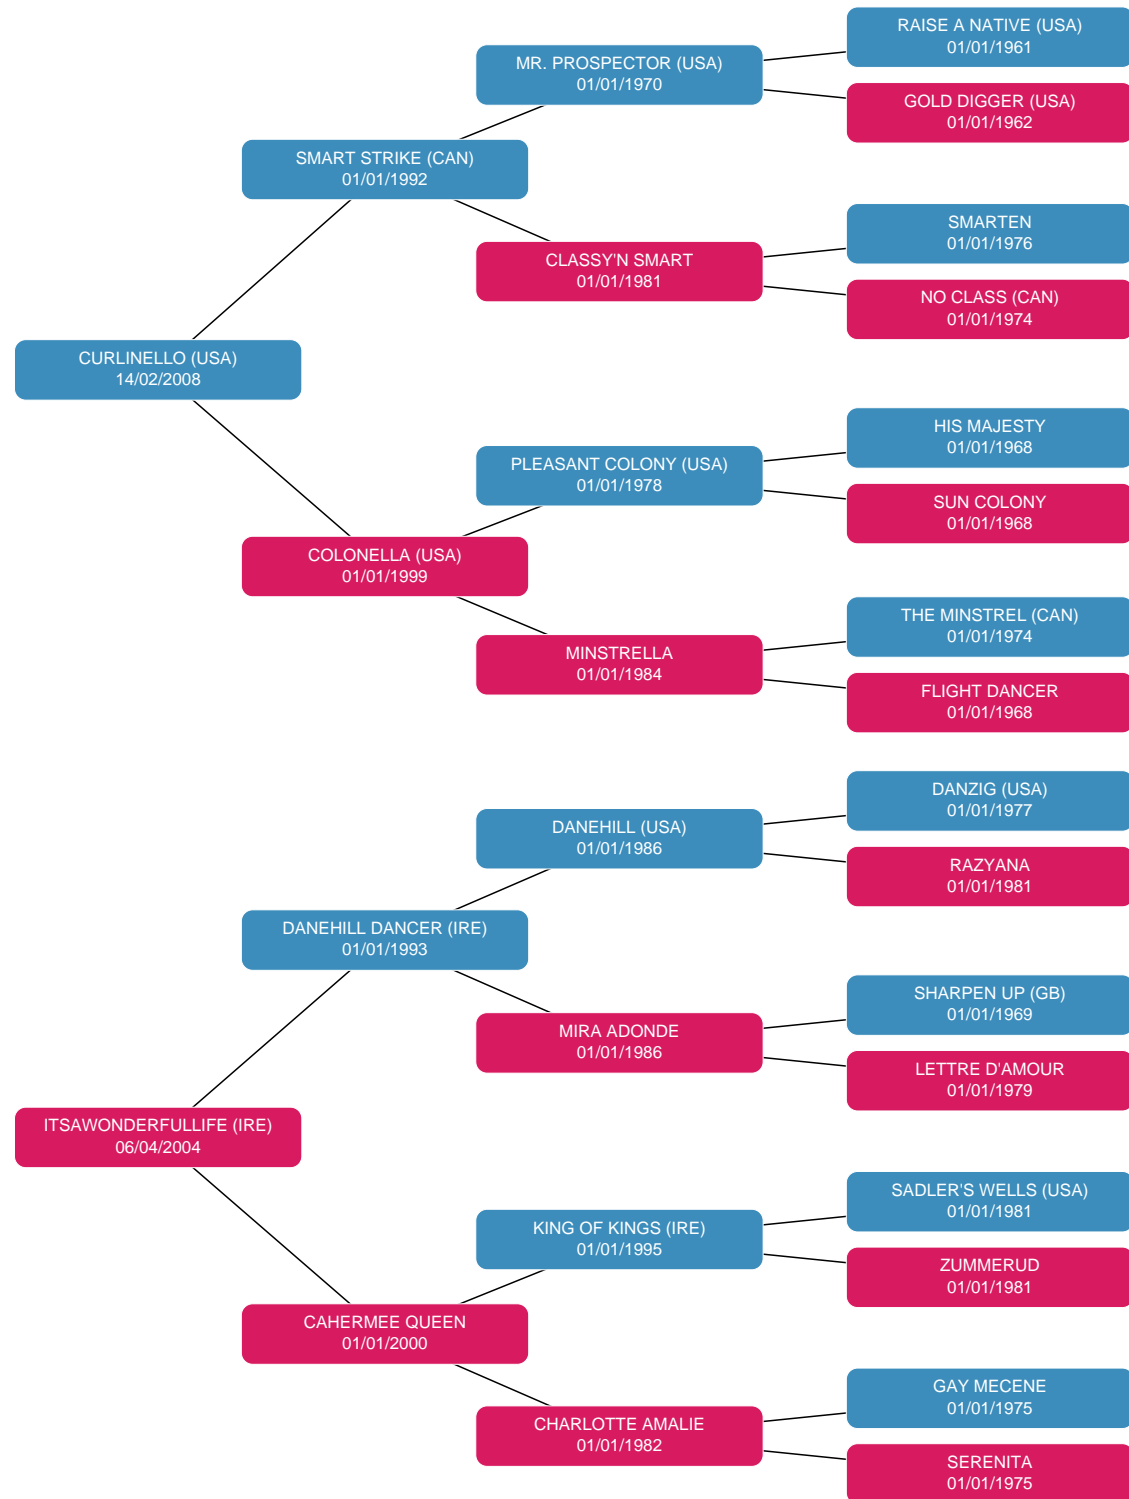 RAISE A NATIVE (USA)
01/01/1961
MR. PROSPECTOR (USA)
01/01/1970
GOLD DIGGER (USA)
01/01/1962
SMART STRIKE (CAN)
01/01/1992
SMARTEN
01/01/1976
CLASSY'N SMART
01/01/1981
NO CLASS (CAN)
01/01/1974
CURLINELLO (USA)
14/02/2008
HIS MAJESTY
01/01/1968
PLEASANT COLONY (USA)
01/01/1978
SUN COLONY
01/01/1968
COLONELLA (USA)
01/01/1999
THE MINSTREL (CAN)
01/01/1974
MINSTRELLA
01/01/1984
FLIGHT DANCER
01/01/1968
DANZIG (USA)
01/01/1977
DANEHILL (USA)
01/01/1986
RAZYANA
01/01/1981
DANEHILL DANCER (IRE)
01/01/1993
SHARPEN UP (GB)
01/01/1969
MIRA ADONDE
01/01/1986
LETTRE D'AMOUR
01/01/1979
ITSAWONDERFULLIFE (IRE)
06/04/2004
SADLER'S WELLS (USA)
01/01/1981
KING OF KINGS (IRE)
01/01/1995
ZUMMERUD
01/01/1981
CAHERMEE QUEEN
01/01/2000
GAY MECENE
01/01/1975
CHARLOTTE AMALIE
01/01/1982
SERENITA
01/01/1975